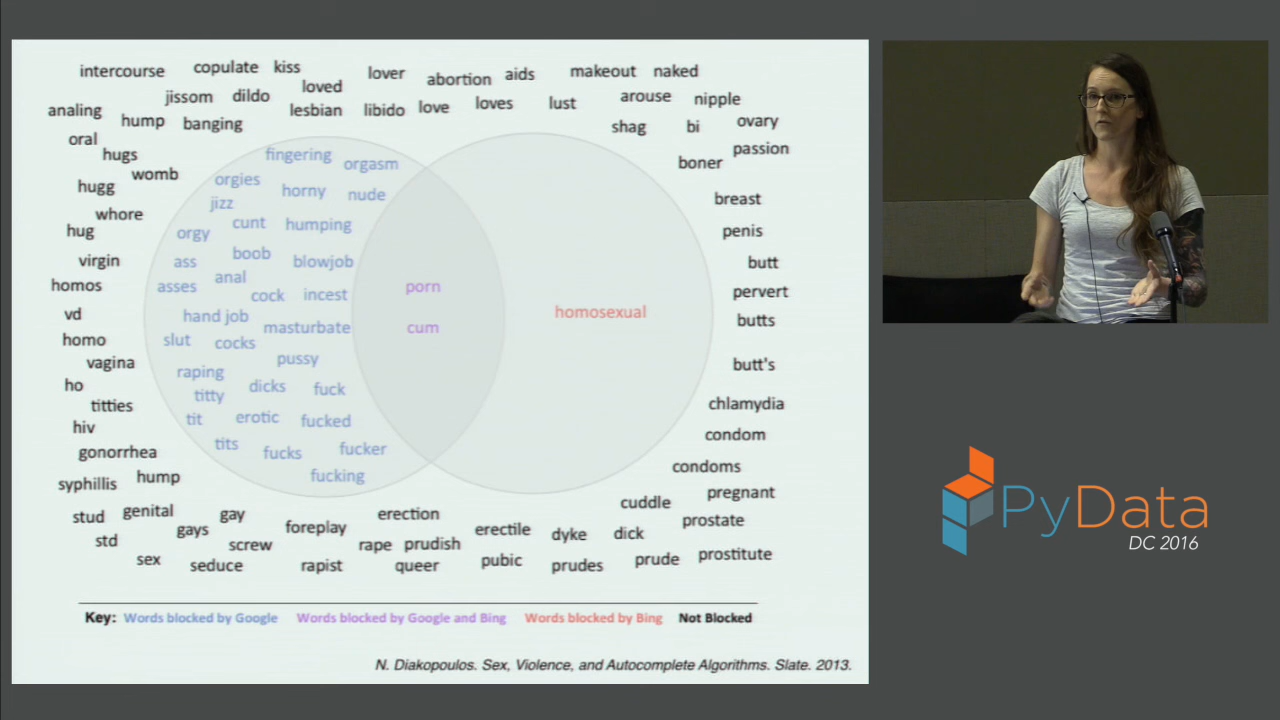 intercourse copulate kiss lover abortion aids makeout naked
jissom dildo loved
analing hump banging lesbian libido love loves lust arouse nipple
oral shag bi ovary
hugs womb boner passion
hugg whore breast
hug virgin penis
homos butt
vd pervert
homo butts
vagina butt's
ho titties chlamydia
hiv condom
gonorrhea condoms
syphillis hump cuddle pregnant
stud genital gay foreplay erection erectile dyke dick prostate
std gays screw rape prudish
sex seduce rapist queer pubic prudes prude prostitute
fingering orgasm
orgies horny nude
jizz cunt humping
orgy boob blowjob
ass anal
asses cock incest
hand job masturbate
slut cocks pussy
raping dicks fuck
titty erotic fucked
tit fucker
tits fucks
fucking
porn
cum
homosexual
Key: Words blocked by Google Words blocked by Google and Bing Words blocked by Bing Not Blocked
N. Diakopoulos. Sex, Violence, and Autocomplete Algorithms. Slate. 2013.
PyData
DC 2016